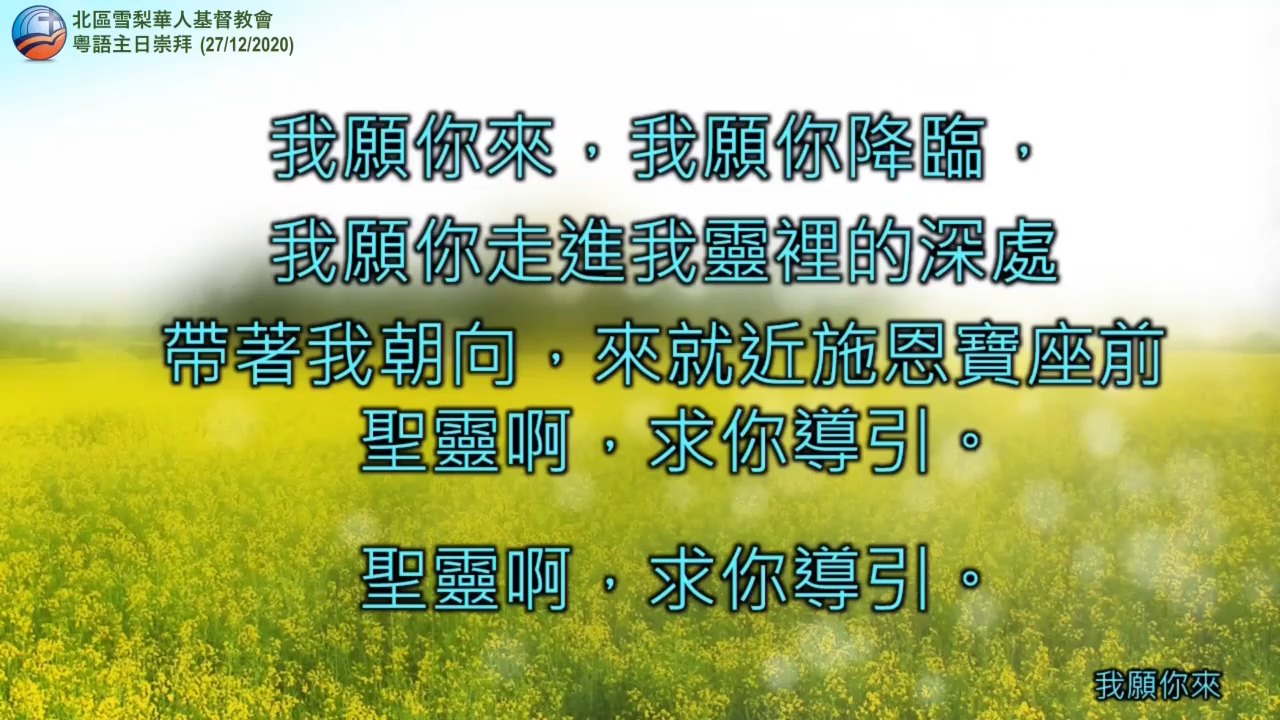 北區雪梨華人基督教會
粵語主日崇拜 (27/12/2020)
我願你來，我願你降臨，
我願你走進我靈裡的深處
帶著我朝向，來就近施恩寶座前
聖靈啊，求你導引。
聖靈啊，求你導引。
我願你來